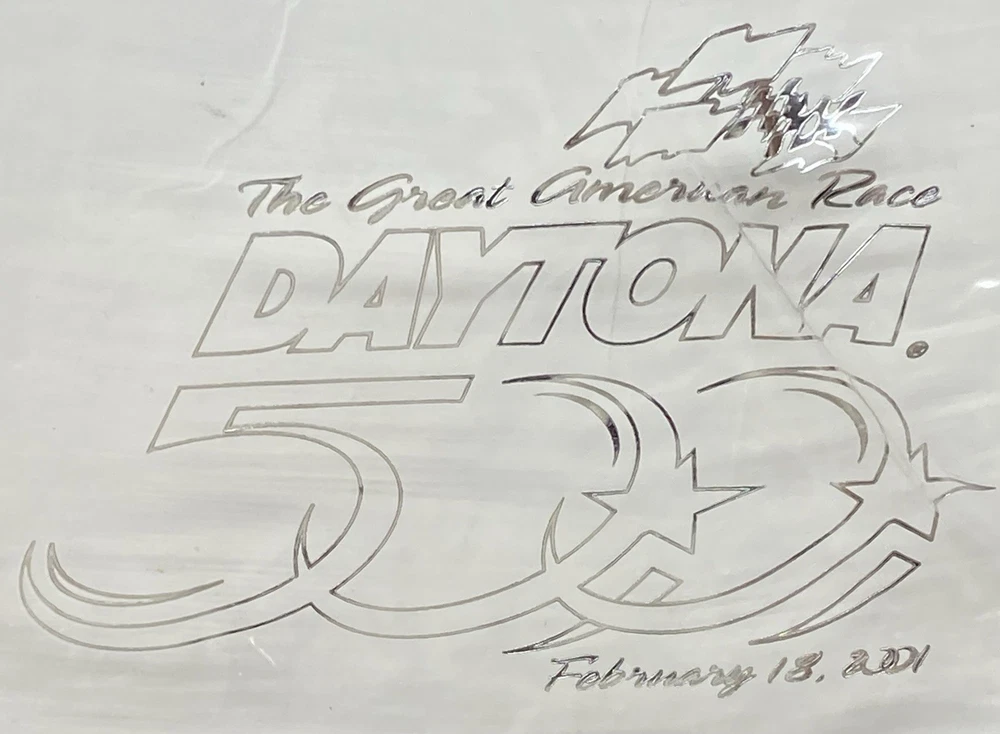 The Great American Race
DAYTONA®
500
February 18, 2001